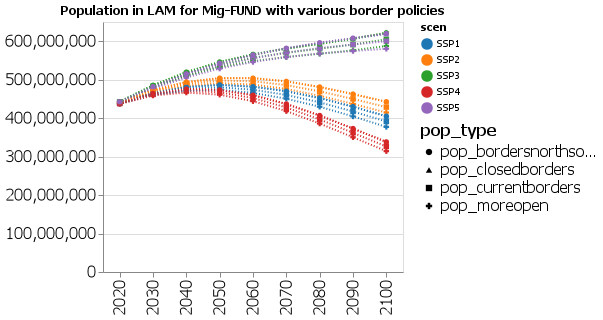 Population in LAM for Mig-FUND with various border policies
600,000,000
500,000,000
400,000,000
300,000,000
200,000,000
100,000,000
0
2020
2030
2040
2050
2060
2070
2080
2090
2100
scen
SSP1
SSP2
SSP3
SSP4
SSP5
pop_type
pop_bordersnorthso...
pop_closedborders
pop_currentborders
pop_moreopen